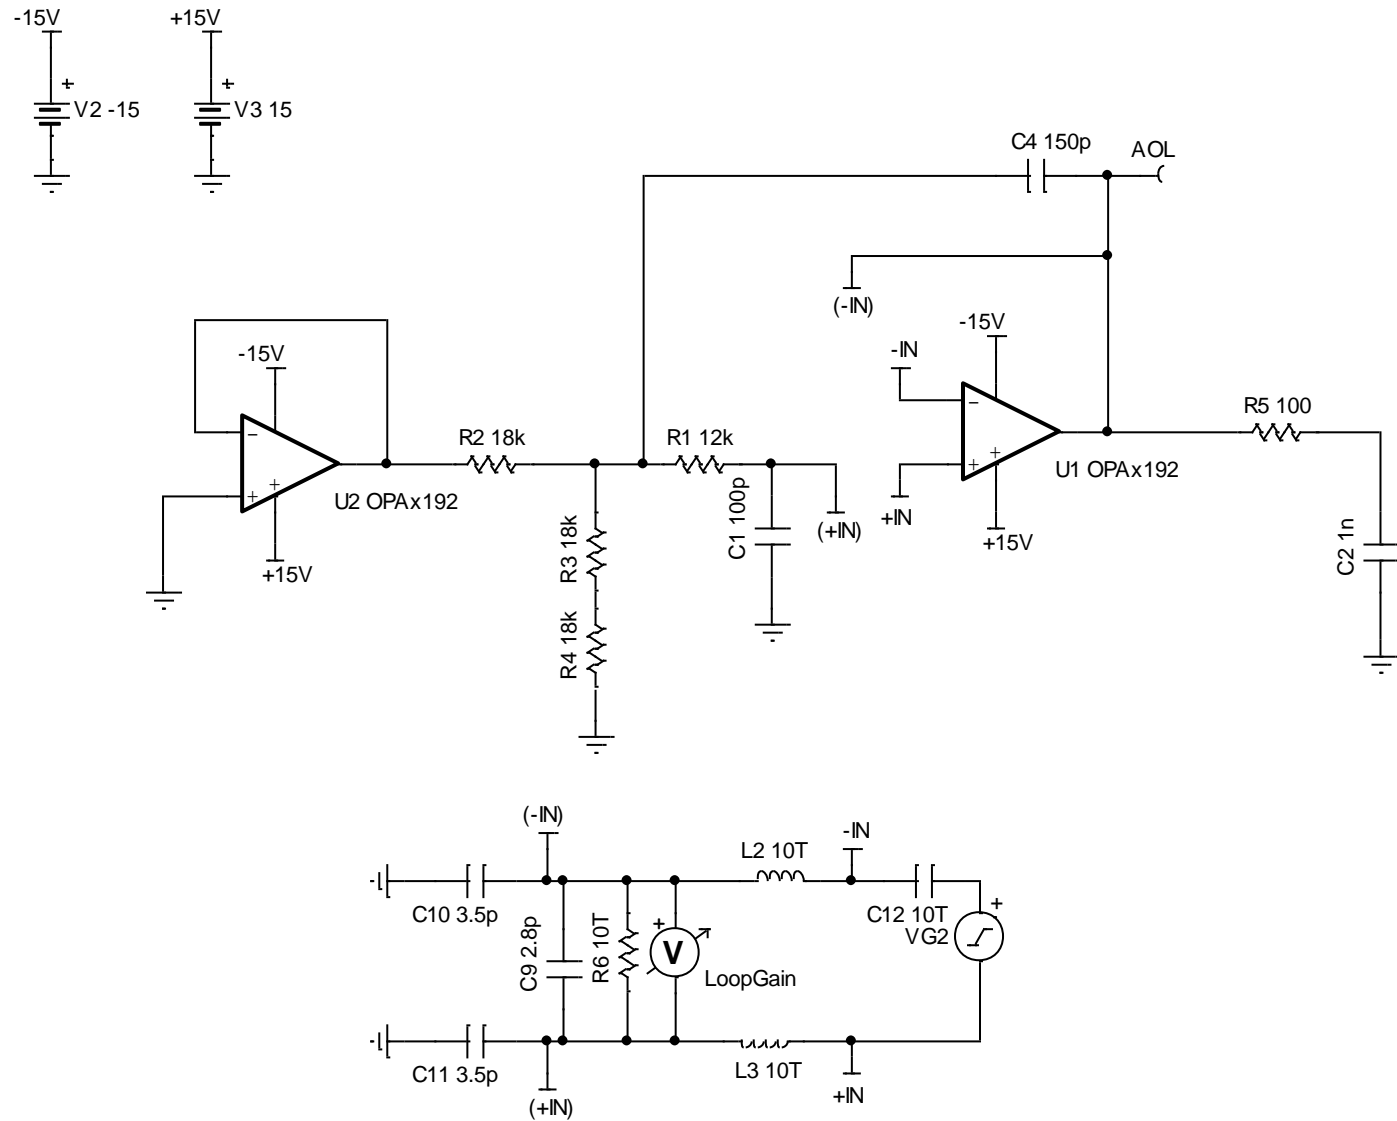 -15V
+15V
+
V2 -15
+
V3 15
C4 150p
AOL
(-IN)
-15V
-IN
-15V
R5 100
R2 18k
R1 12k
−
+
+
U2 OPAx192
−
+
+
U1 OPAx192
+IN
(+IN)
C1 100p
R3 18k
+15V
+15V
C2 1n
R4 18k
(-IN)
-IN
L2 10T
C10 3.5p
C12 10T
+
VG2
C9 2.8p
R6 10T
+
V
LoopGain
C11 3.5p
L3 10T
(+IN)
+IN